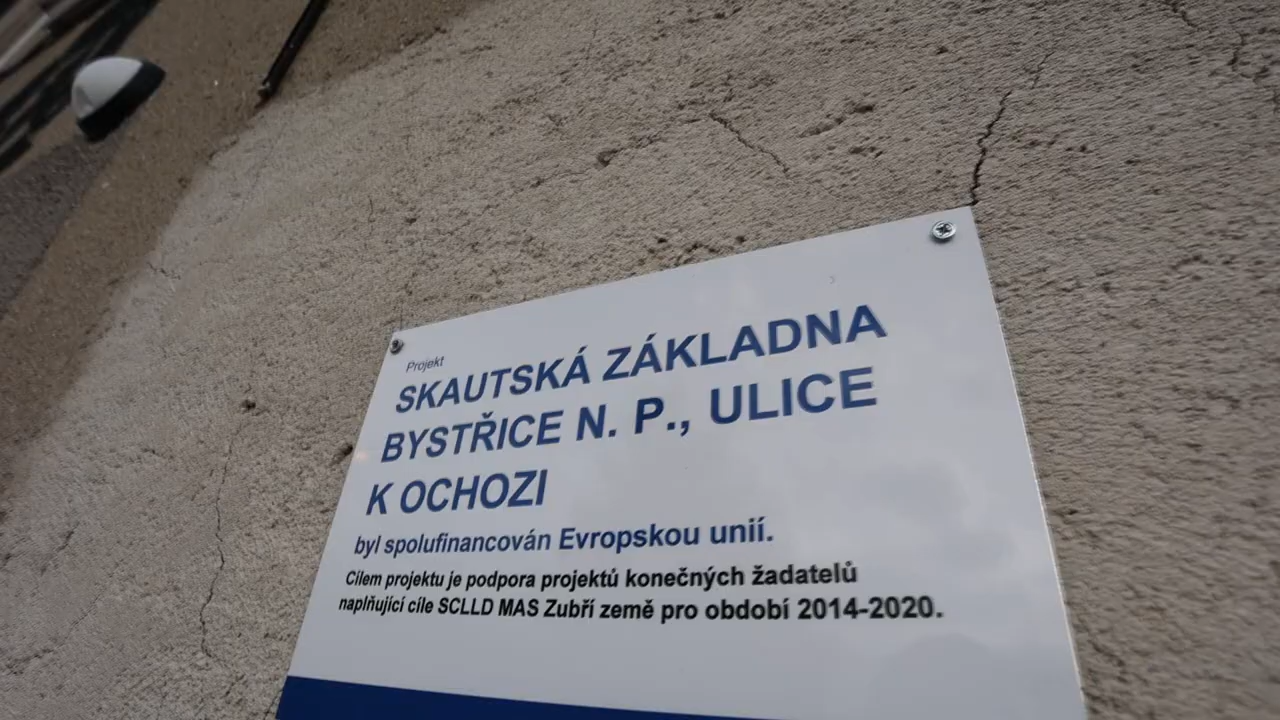 Projekt
SKAUTSKÁ ZÁKLADNA
BYSTŘICE N. P., ULICE
K OCHOZI
byl spolufinancován Evropskou unií.
Cílem projektu je podpora projektů konečných žadatelů
naplňující cíle SCLLD MAS Zubří země pro období 2014-2020.